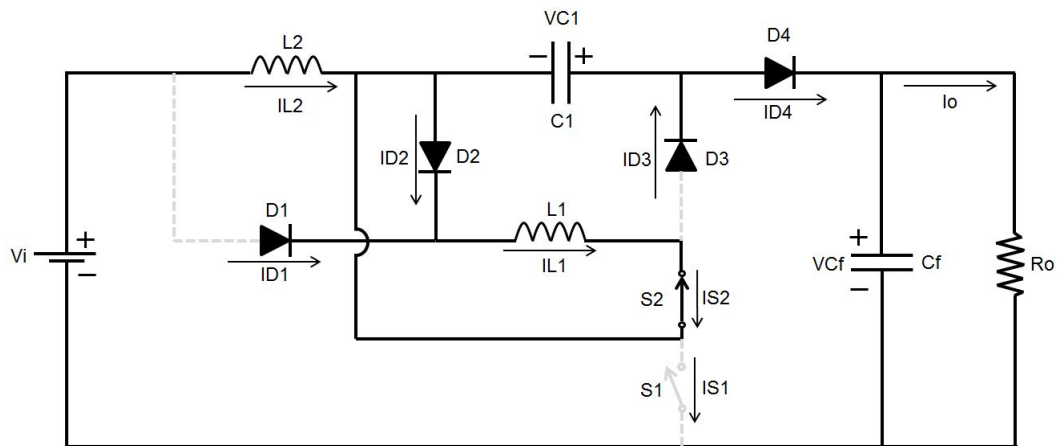 VC1
D4
L2
− +
IL2
C1
ID4
Io
ID2
D2
ID3
D3
D1
L1
Vi
+
−
ID1
IL1
+
VCf
−
Cf
Ro
S2
IS2
S1
IS1